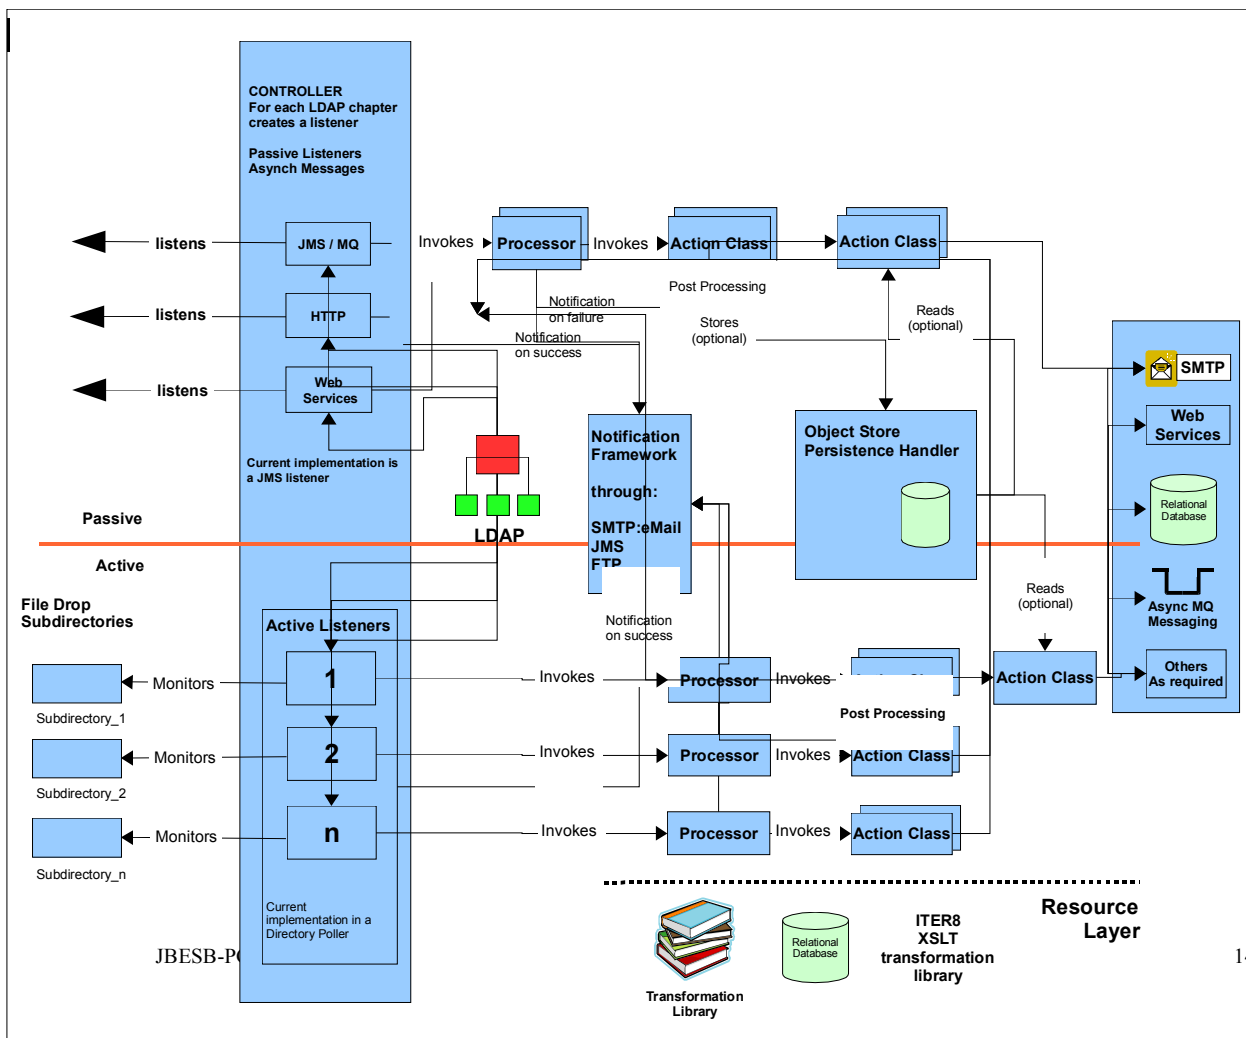 CONTROLLER
For each LDAP chapter
creates a listener
Passive Listeners
Asynch Messages
listens
JMS / MQ
Invokes
Processor
Invokes
Action Class
Action Class
Post Processing
listens
HTTP
Notification
on failure
Stores
(optional)
Reads
(optional)
Notification
on success
listens
Web
Services
SMTP
Web
Services
Current implementation is
a JMS listener
Notification
Framework
through:
SMTP:eMail
JMS
FTP
Object Store
Persistence Handler
Relational
Database
LDAP
Passive
Active
Reads
(optional)
Async MQ
Messaging
File Drop
Subdirectories
Active Listeners
Notification
on success
Others
As required
Monitors
1
Invokes
Processor
Invokes
Action Class
Subdirectory_1
Post Processing
Monitors
2
Invokes
Processor
Invokes
Action Class
Subdirectory_2
Monitors
n
Invokes
Processor
Invokes
Action Class
Subdirectory_n
Current
implementation in a
Directory Poller
Resource
Layer
Transformation
Library
Relational
Database
ITER8
XSLT
transformation
library
JBESB-P
14